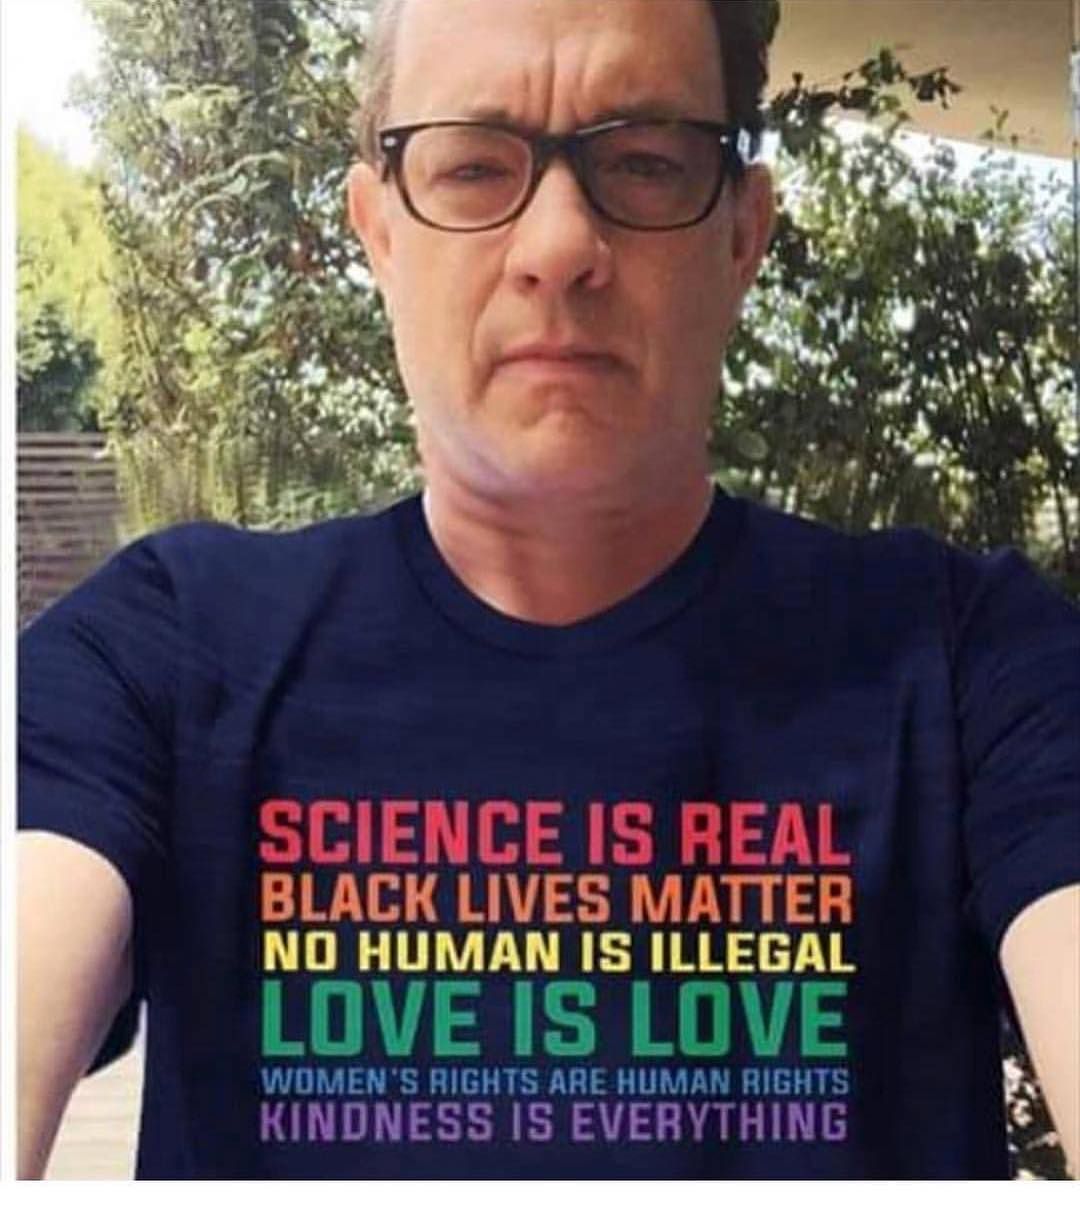 SCIENCE IS REAL
BLACK LIVES MATTER
NO HUMAN IS ILLEGAL
LOVE IS LOVE
WOMEN'S RIGHTS ARE HUMAN RIGHTS
KINDNESS IS EVERYTHING